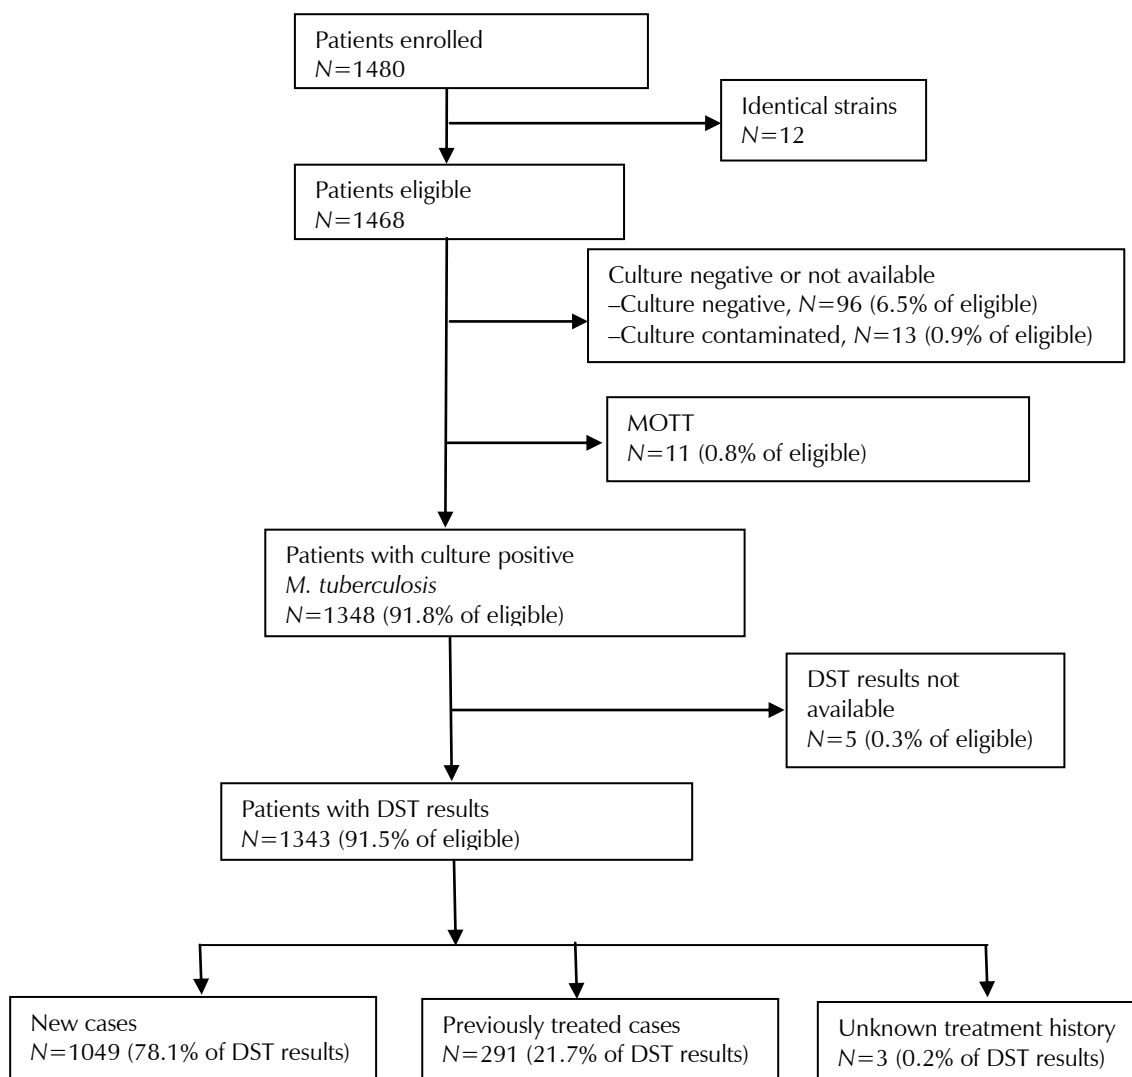 Patients enrolled
N=1480
Identical strains
N=12
Patients eligible
N=1468
Culture negative or not available
–Culture negative, N=96 (6.5% of eligible)
–Culture contaminated, N=13 (0.9% of eligible)
MOTT
N=11 (0.8% of eligible)
Patients with culture positive
M. tuberculosis
N=1348 (91.8% of eligible)
DST results not
available
N=5 (0.3% of eligible)
Patients with DST results
N=1343 (91.5% of eligible)
New cases
N=1049 (78.1% of DST results)
Previously treated cases
N=291 (21.7% of DST results)
Unknown treatment history
N=3 (0.2% of DST results)